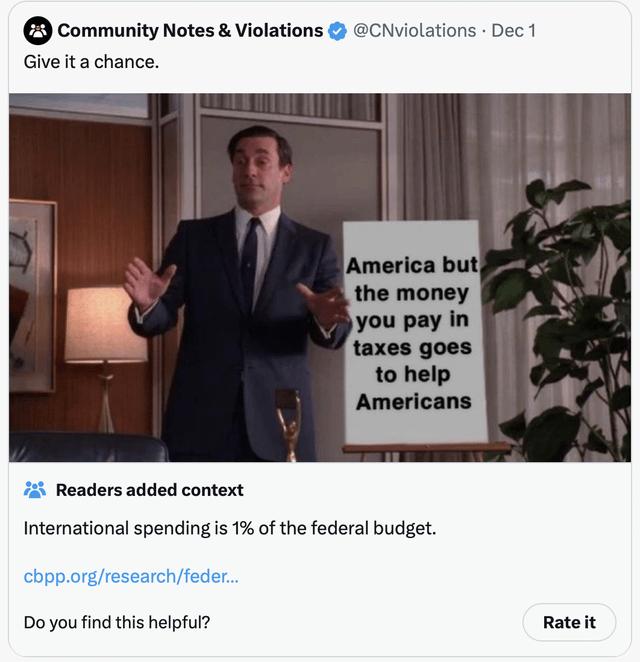 Community Notes & Violations @CNviolations · Dec 1
Give it a chance.
America but
the money
you pay in
taxes goes
to help
Americans
Readers added context
International spending is 1% of the federal budget.
cbpp.org/research/feder...
Do you find this helpful?
Rate it